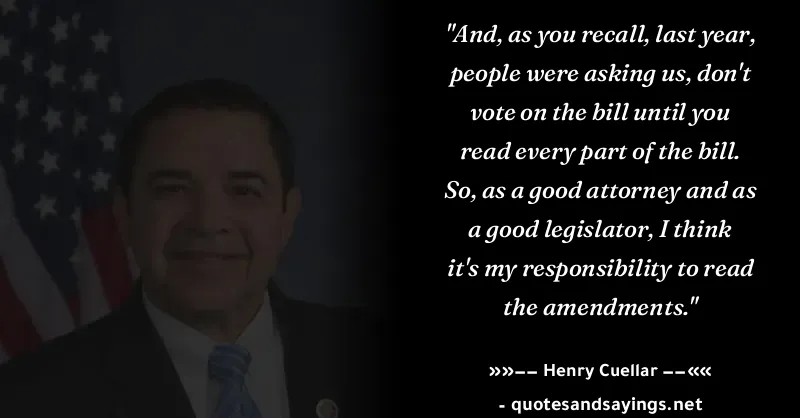 "And, as you recall, last year,
people were asking us, don't
vote on the bill until you
read every part of the bill.
So, as a good attorney and as
a good legislator, I think
it's my responsibility to read
the amendments."
»»−− Henry Cuellar −−««
- quotesandsayings.net